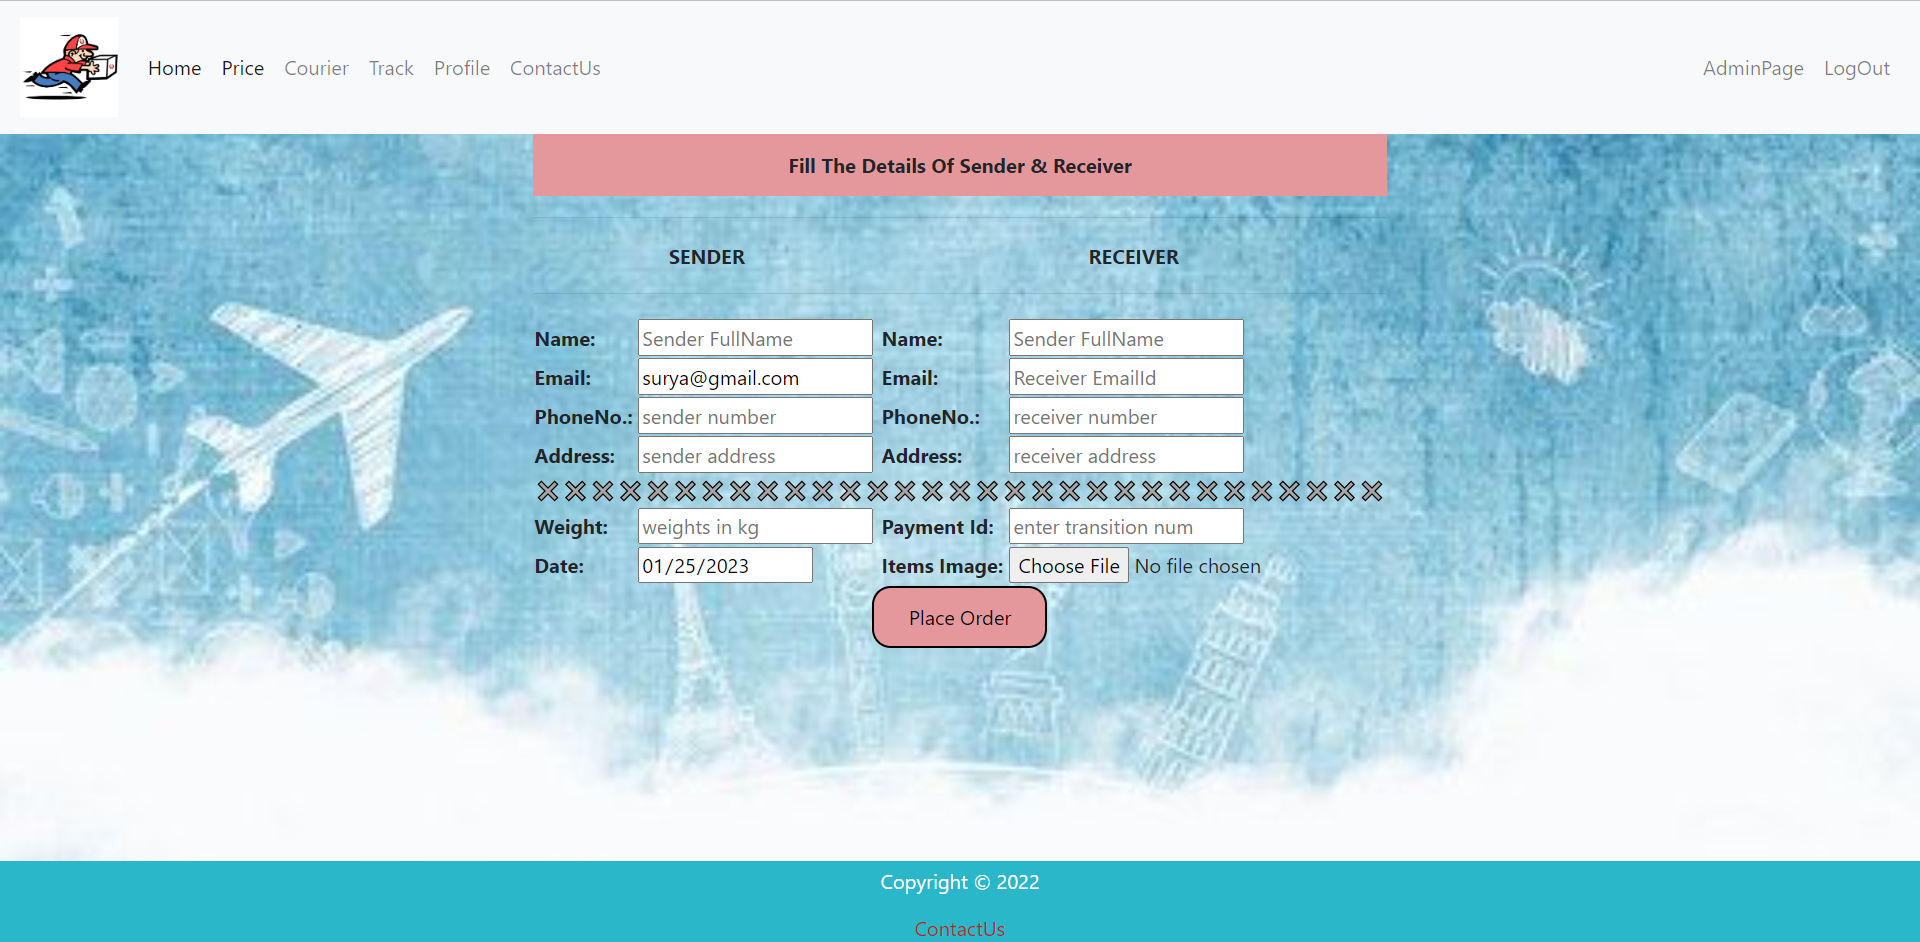 Home Price Courier Track Profile ContactUs AdminPage LogOut
Fill The Details Of Sender & Receiver
SENDER RECEIVER
Name: Sender FullName Name: Sender FullName
Email: surya@gmail.com Email: Receiver EmailId
PhoneNo.: sender number PhoneNo.: receiver number
Address: sender address Address: receiver address
Weight: weights in kg Payment Id: enter transition num
Date: 01/25/2023 Items Image: Choose File No file chosen
Place Order
Copyright © 2022
ContactUs